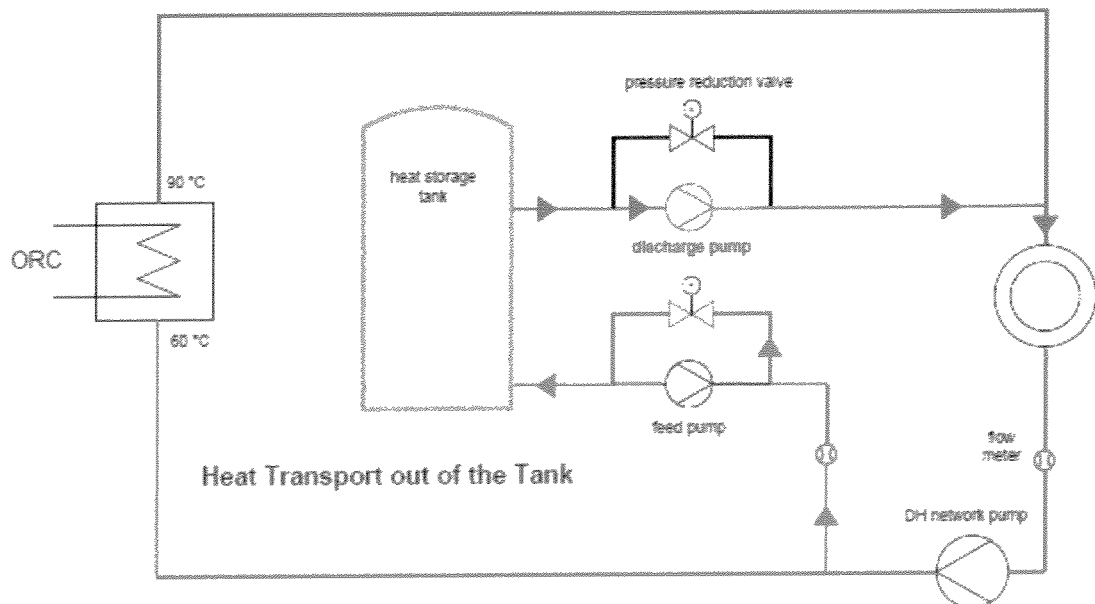 pressure reduction valve
heat storage
tank
90 °C
discharge pump
ORC
60 °C
feed pump
flow
meter
Heat Transport out of the Tank
DH network pump